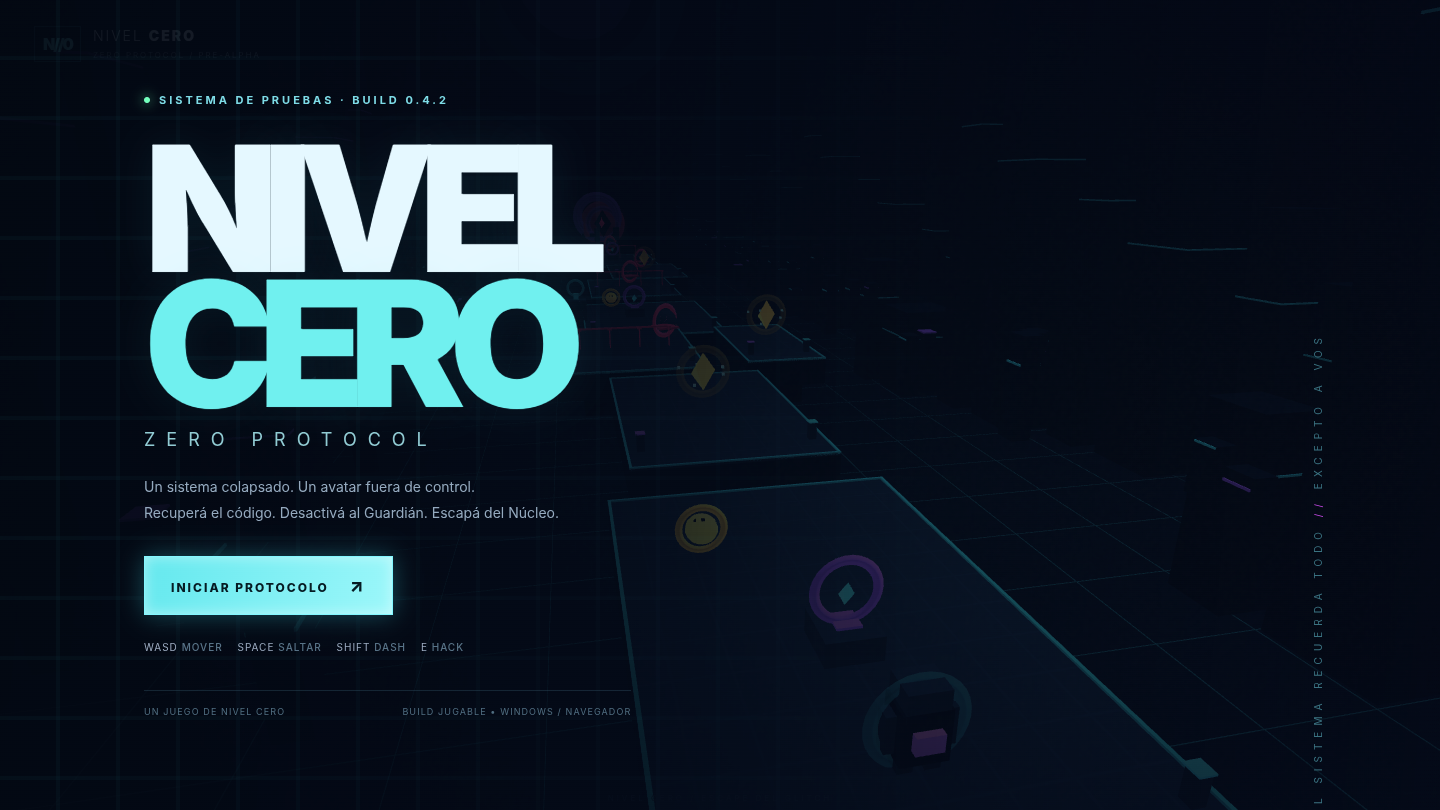 NIVEL CERO
SISTEMA DE PRUEBAS · BUILD 0.4.2
NIVEL
CERO
ZERO PROTOCOL
Un sistema colapsado. Un avatar fuera de control.
Recuperá el código. Desactivá al Guardián. Escapá del Núcleo.
INICIAR PROTOCOLO
WASD MOVER SPACE SALTAR SHIFT DASH E HACK
UN JUEGO DE NIVEL CERO
BUILD JUGABLE • WINDOWS / NAVEGADOR
L SISTEMA RECUERDA TODO // EXCEPTO A VOS